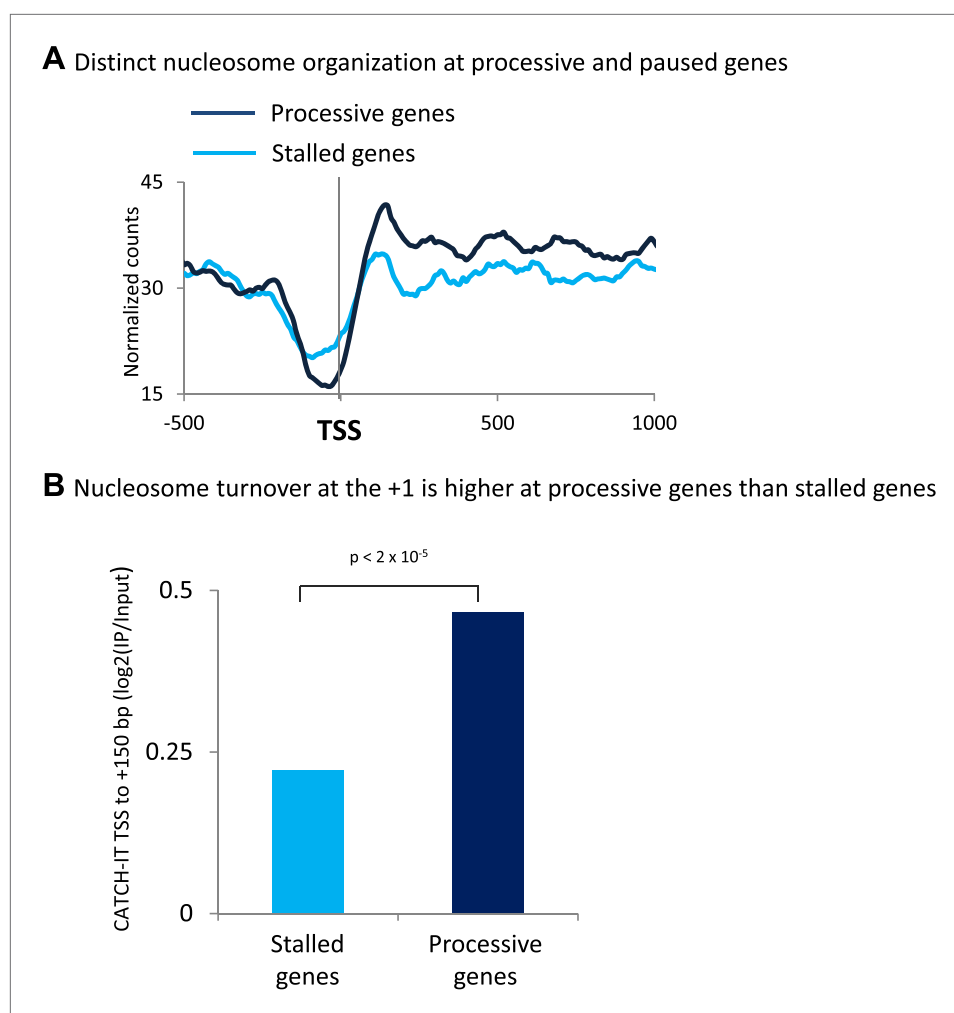 A Distinct nucleosome organization at processive and paused genes
Processive genes
Stalled genes
Normalized counts
45
30
15
-500
TSS
500
1000
B Nucleosome turnover at the +1 is higher at processive genes than stalled genes
p < 2 x 10-5
CATCH-IT TSS to +150 bp (log2(IP/Input)
0.5
0.25
0
Stalled
genes
Processive
genes